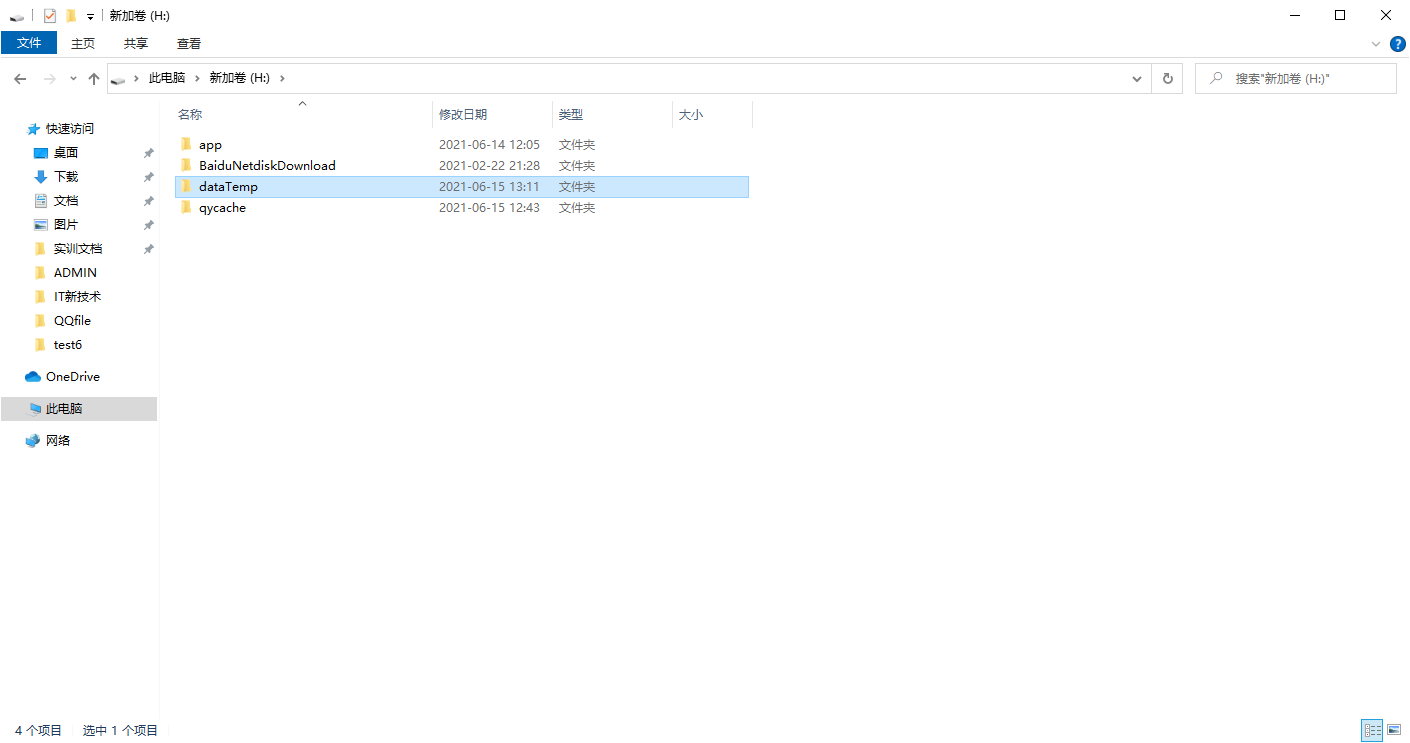 新加卷 (H:)
文件 主页 共享 查看
此电脑 新加卷 (H:) 搜索"新加卷 (H:)"
名称 修改日期 类型 大小
快速访问
桌面
下载
文档
图片
实训文档
ADMIN
IT新技术
QQfile
test6
OneDrive
此电脑
网络
app 2021-06-14 12:05 文件夹
BaiduNetdiskDownload 2021-02-22 21:28 文件夹
dataTemp 2021-06-15 13:11 文件夹
qycache 2021-06-15 12:43 文件夹
4 个项目 选中 1 个项目